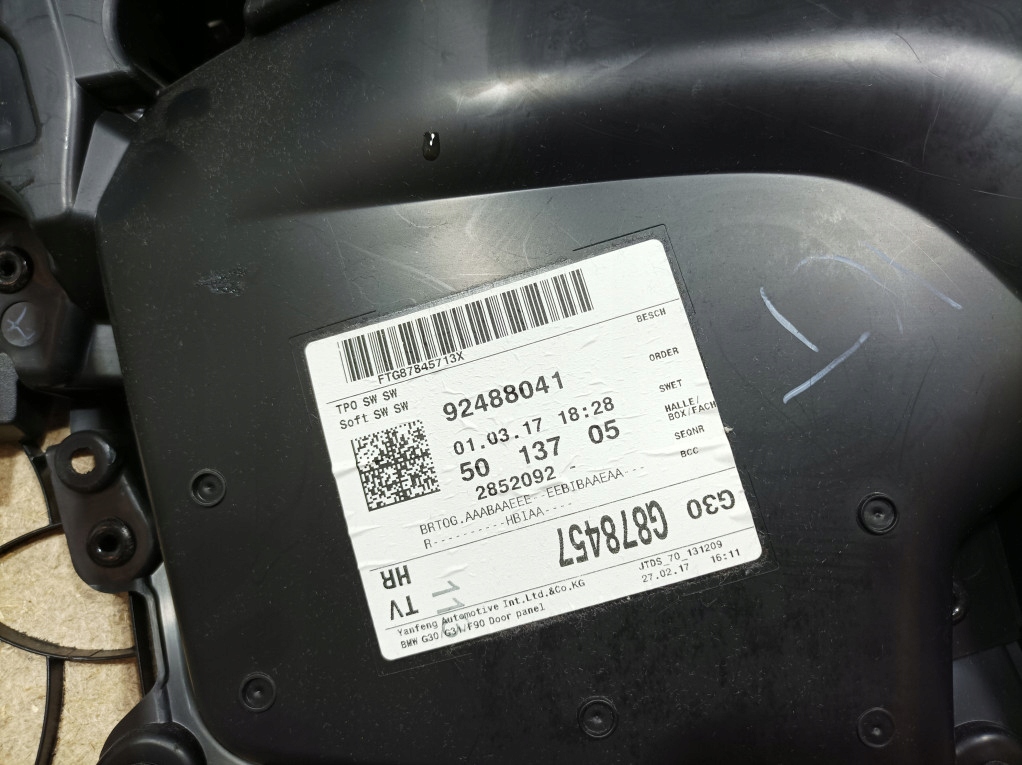 FTG87845713X
BESCH
TPO SW SW
Soft SW SW
92488041
ORDER
01.03.17 18:28
SWET
50 137 05
HALLE/
BOX/FACH
2852092 -
SEQNR
BRTOG.AAABAAEEE--EEBIBAAEAA---
BCC
R----------HBIAA----
G30 G878457
TV
HR
11
JTDS_70_131209
27.02.17 16:11
Yanfeng Automotive Int.Ltd.&Co.KG
BMW G30/G31/F90 Door panel